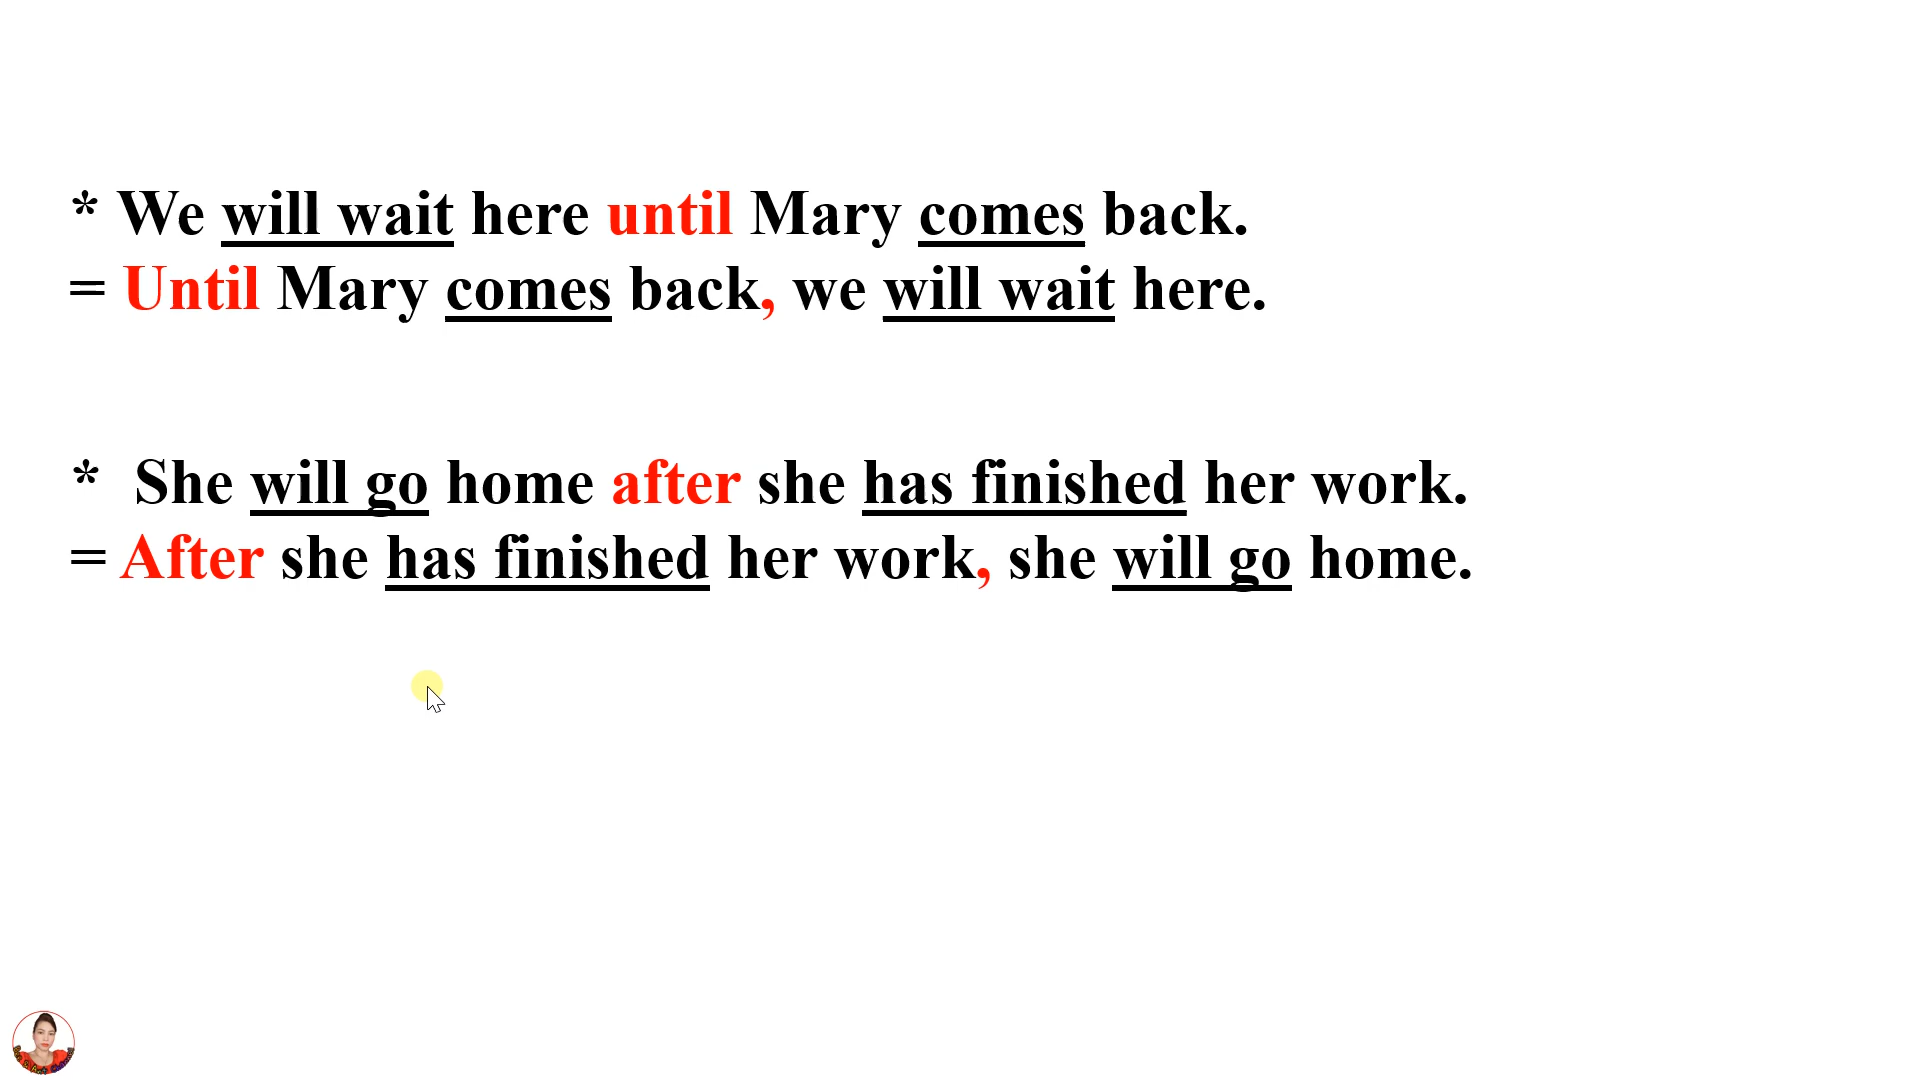 * We will wait here until Mary comes back.
= Until Mary comes back, we will wait here.
* She will go home after she has finished her work.
= After she has finished her work, she will go home.